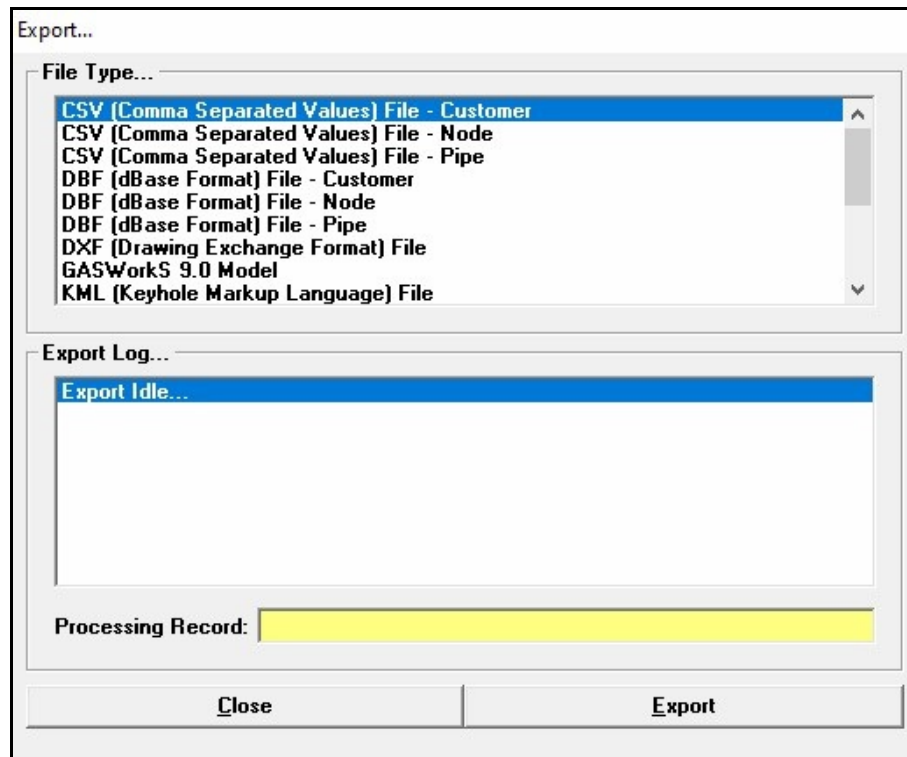 Export...
File Type...
CSV (Comma Separated Values) File - Customer
CSV (Comma Separated Values) File - Node
CSV (Comma Separated Values) File - Pipe
DBF (dBase Format) File - Customer
DBF (dBase Format) File - Node
DBF (dBase Format) File - Pipe
DXF (Drawing Exchange Format) File
GASWorkS 9.0 Model
KML (Keyhole Markup Language) File
Export Log...
Export Idle...
Processing Record:
Close
Export